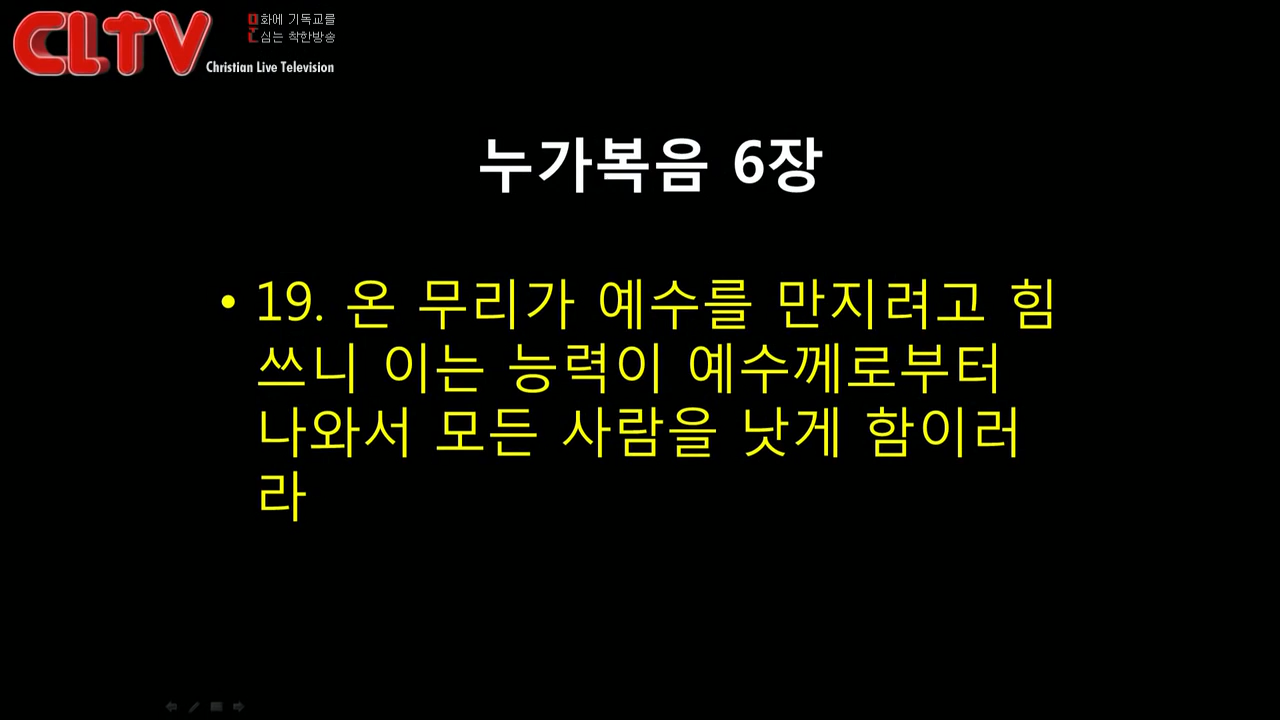 CLTV
문화에 기독교를
심는 착한방송
Christian Live Television
누가복음 6장
• 19. 온 무리가 예수를 만지려고 힘
쓰니 이는 능력이 예수께로부터
나와서 모든 사람을 낫게 함이러
라